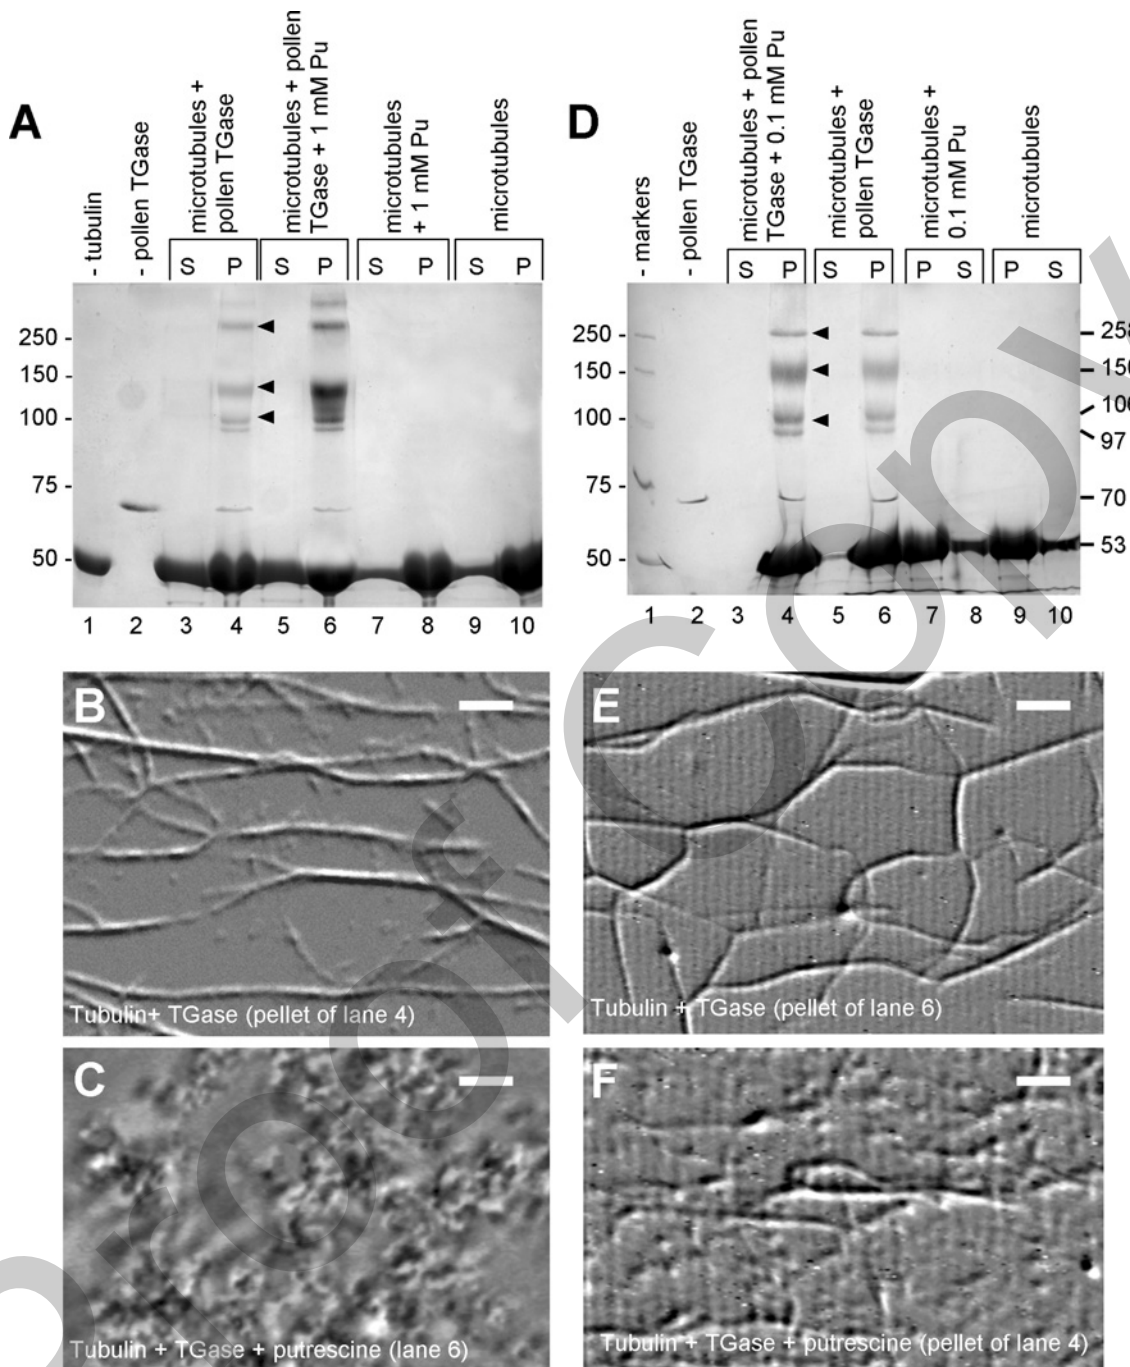 A
- tubulin
- pollen TGase
microtubules +
pollen TGase
microtubules + pollen
TGase + 1 mM Pu
microtubules
+ 1 mM Pu
microtubules
S P S P S P S P
250 -
150 -
100 -
75 -
50 -
1 2 3 4 5 6 7 8 9 10
D
- markers
- pollen TGase
microtubules + pollen
TGase + 0.1 mM Pu
microtubules +
pollen TGase
microtubules +
0.1 mM Pu
microtubules
S P S P P S P S
250 -
150 -
100 -
75 -
50 -
97
70
53
1 2 3 4 5 6 7 8 9 10
B
Tubulin+ TGase (pellet of lane 4)
E
Tubulin + TGase (pellet of lane 6)
C
Tubulin + TGase + putrescine (lane 6)
F
Tubulin + TGase + putrescine (pellet of lane 4)
Proof Copy